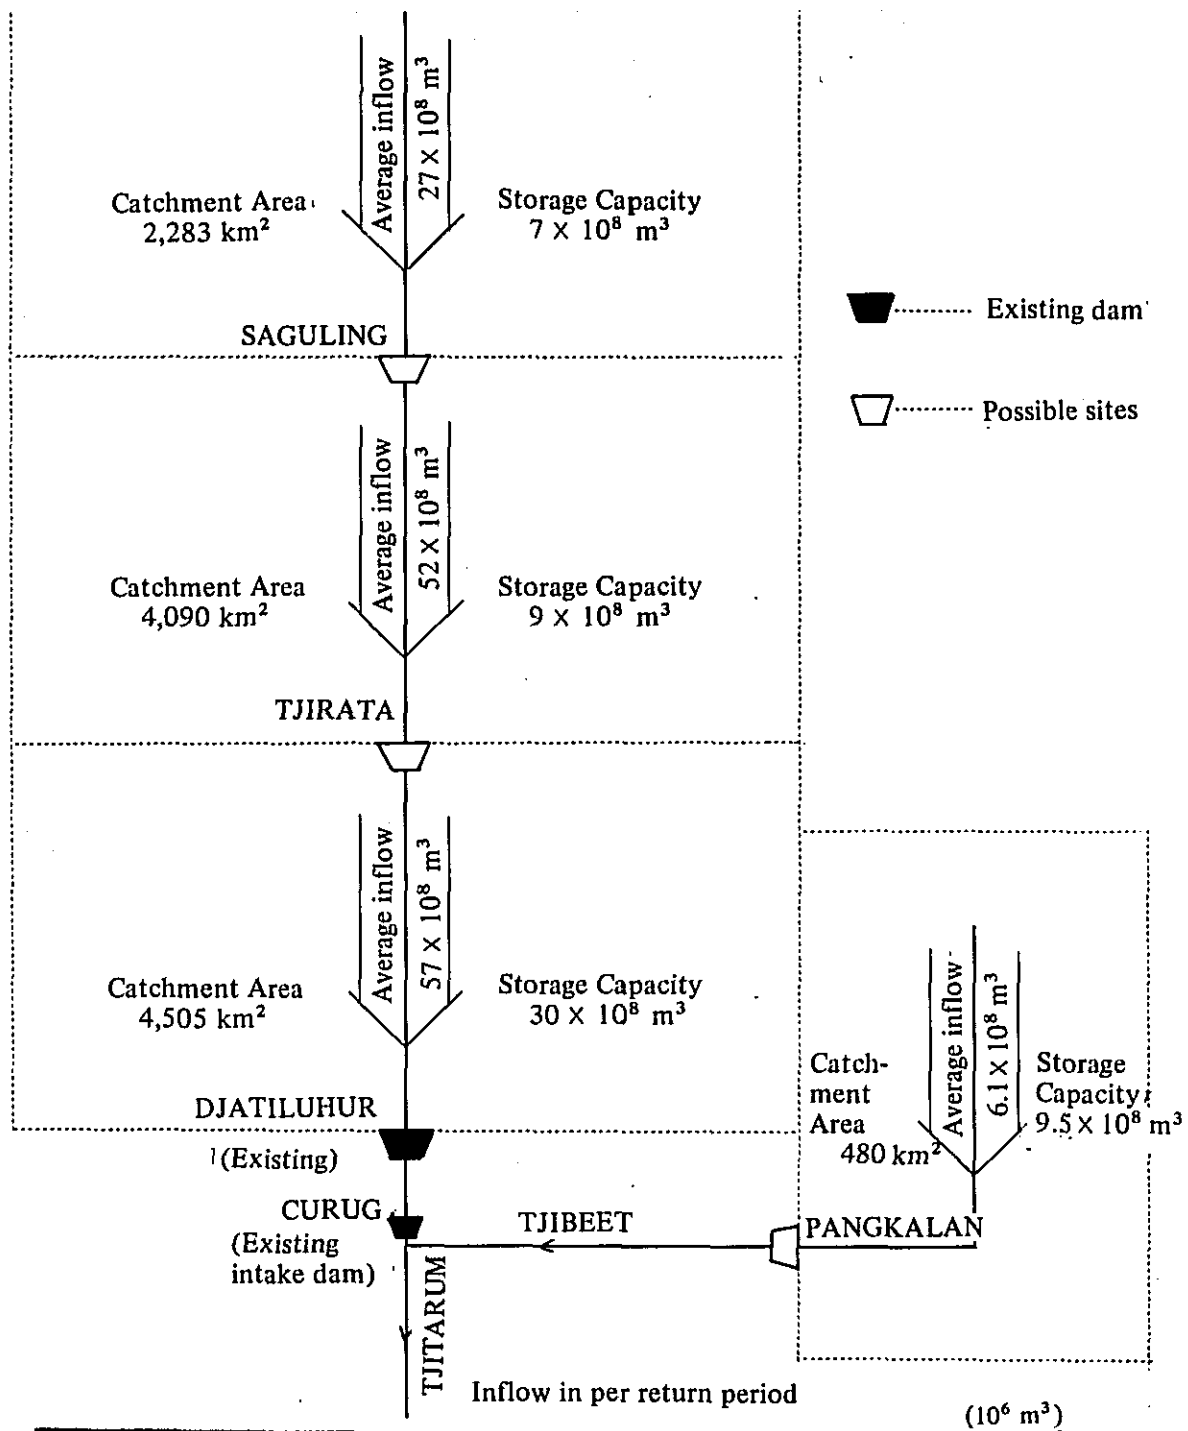 Average inflow
27 × 10⁸ m³
Catchment Area
2,283 km²
Storage Capacity
7 × 10⁸ m³
SAGULING
Existing dam
Possible sites
Average inflow
52 × 10⁸ m³
Catchment Area
4,090 km²
Storage Capacity
9 × 10⁸ m³
TJIRATA
Average inflow
57 × 10⁸ m³
Catchment Area
4,505 km²
Storage Capacity
30 × 10⁸ m³
DJATILUHUR
(Existing)
Average inflow
6.1 × 10⁸ m³
Catch-
ment
Area
480 km²
Storage
Capacity
9.5 × 10⁸ m³
CURUG
(Existing
intake dam)
TJIBEET
PANGKALAN
TJITARUM
Inflow in per return period
(10⁶ m³)